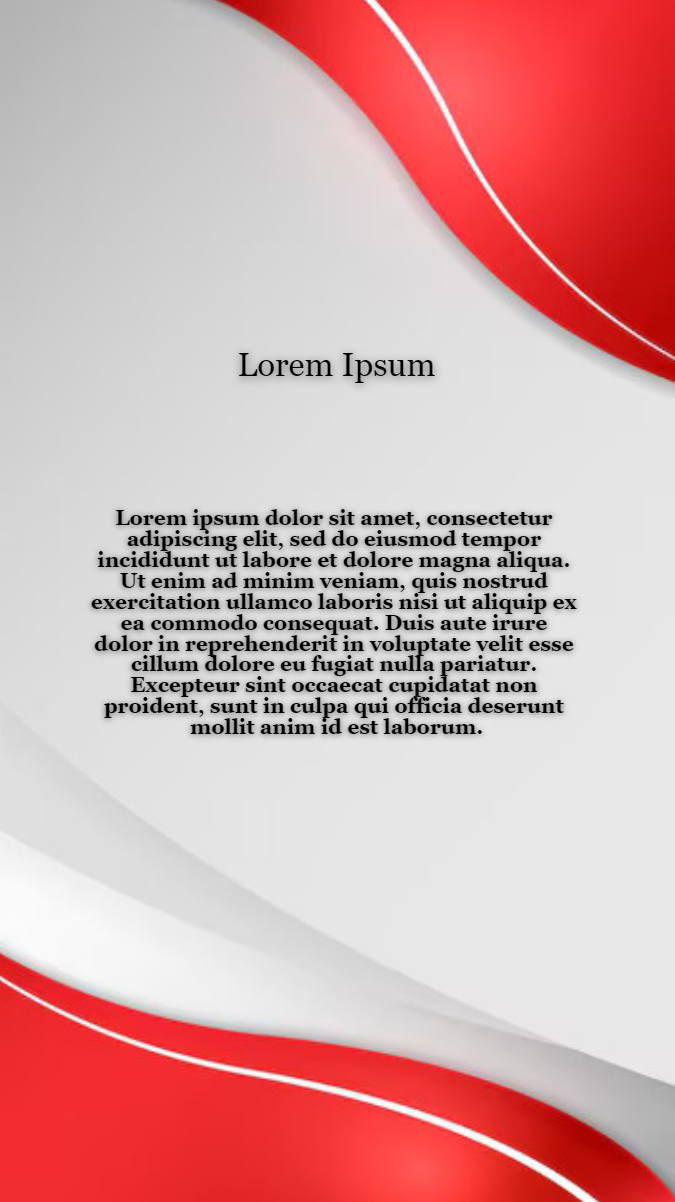 Lorem Ipsum
Lorem ipsum dolor sit amet, consectetur
adipiscing elit, sed do eiusmod tempor
incididunt ut labore et dolore magna aliqua.
Ut enim ad minim veniam, quis nostrud
exercitation ullamco laboris nisi ut aliquip ex
ea commodo consequat. Duis aute irure
dolor in reprehenderit in voluptate velit esse
cillum dolore eu fugiat nulla pariatur.
Excepteur sint occaecat cupidatat non
proident, sunt in culpa qui officia deserunt
mollit anim id est laborum.